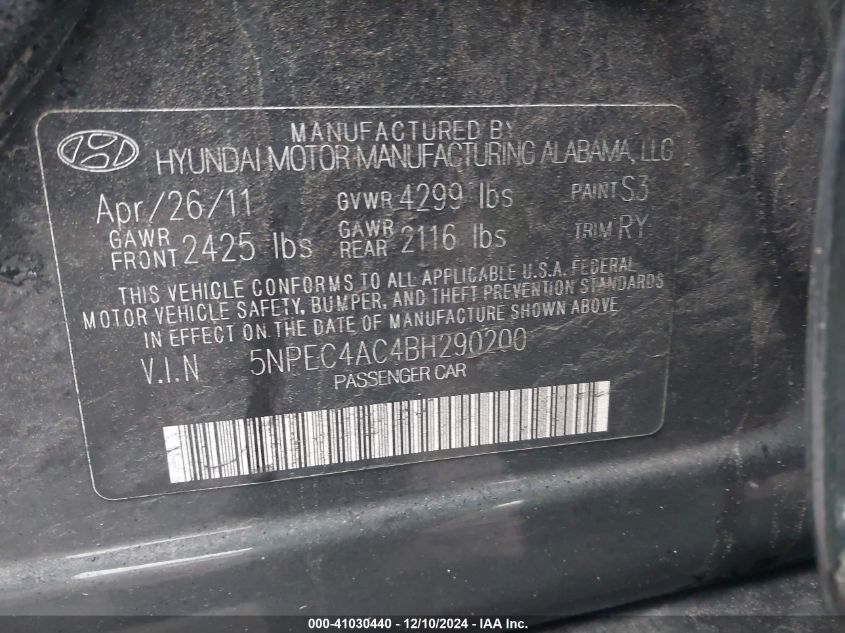 MANUFACTURED BY
HYUNDAI MOTOR MANUFACTURING ALABAMA, LLC
Apr/26/11 GVWR 4299 lbs PAINT S3
GAWR FRONT 2425 lbs GAWR REAR 2116 lbs TRIM RY
THIS VEHICLE CONFORMS TO ALL APPLICABLE U.S.A. FEDERAL
MOTOR VEHICLE SAFETY, BUMPER, AND THEFT PREVENTION STANDARDS
IN EFFECT ON THE DATE OF MANUFACTURE SHOWN ABOVE
V.I.N 5NPEC4AC4BH290200
PASSENGER CAR
000-41030440 - 12/10/2024 - IAA Inc.